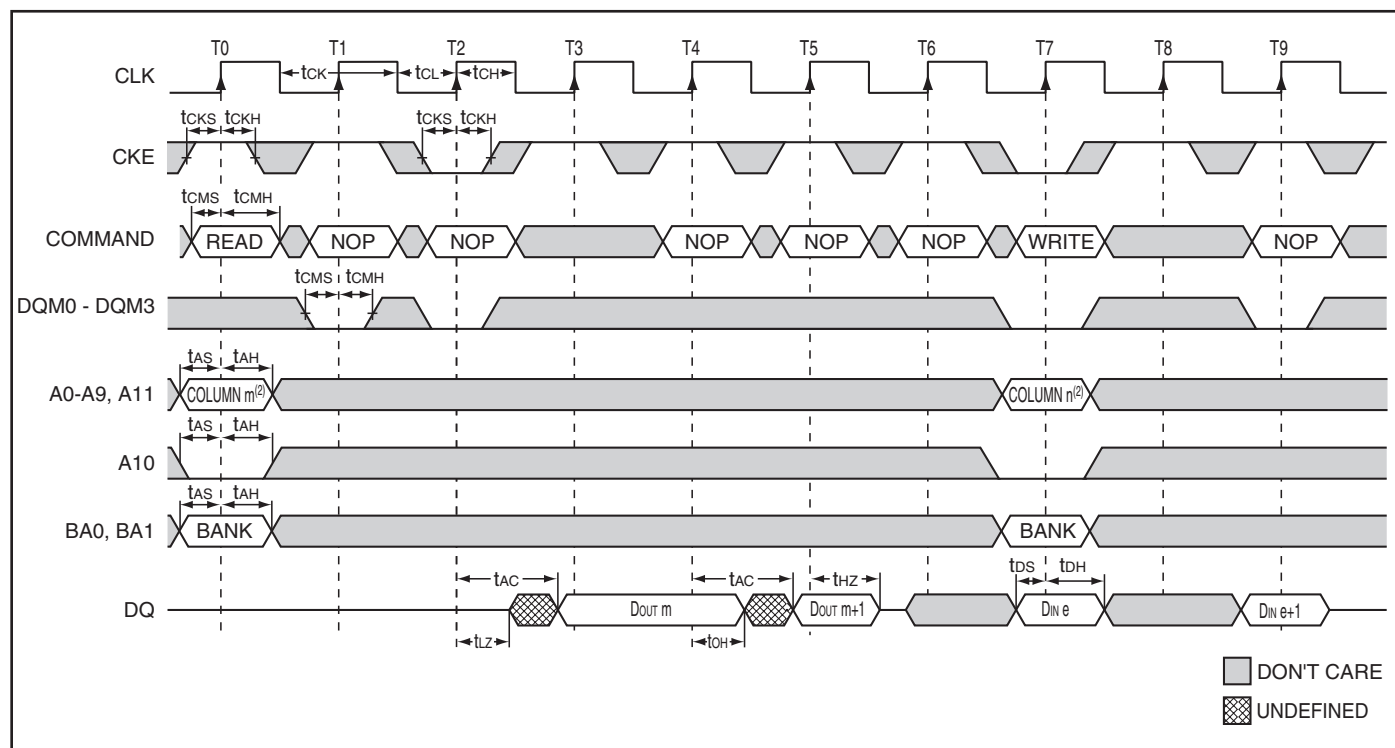 T0 T1 T2 T3 T4 T5 T6 T7 T8 T9
CLK
tCK tCL tCH
tCKS tCKH tCKS tCKH
CKE
tCMS tCMH
COMMAND READ NOP NOP NOP NOP NOP WRITE NOP
tCMS tCMH
DQM0 - DQM3
tAS tAH
A0-A9, A11 COLUMN m(2) COLUMN n(2)
tAS tAH
A10
tAS tAH
BA0, BA1 BANK BANK
tAC tAC tHZ tDS tDH
DQ DOUT m DOUT m+1 DIN e DIN e+1
tLZ tOH
DON'T CARE
UNDEFINED